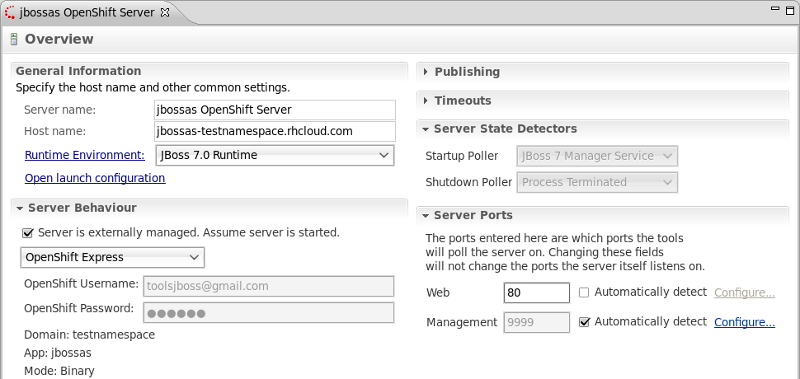 jbossas OpenShift Server
Overview
General Information
Specify the host name and other common settings.
Server name: jbossas OpenShift Server
Host name: jbossas-testnamespace.rhcloud.com
Runtime Environment: JBoss 7.0 Runtime
Open launch configuration
Server Behaviour
Server is externally managed. Assume server is started.
OpenShift Express
OpenShift Username: toolsjboss@gmail.com
OpenShift Password: ●●●●●●
Domain: testnamespace
App: jbossas
Mode: Binary
Publishing
Timeouts
Server State Detectors
Startup Poller JBoss 7 Manager Service
Shutdown Poller Process Terminated
Server Ports
The ports entered here are which ports the tools
will poll the server on. Changing these fields
will not change the ports the server itself listens on.
Web 80 Automatically detect Configure...
Management 9999 Automatically detect Configure...